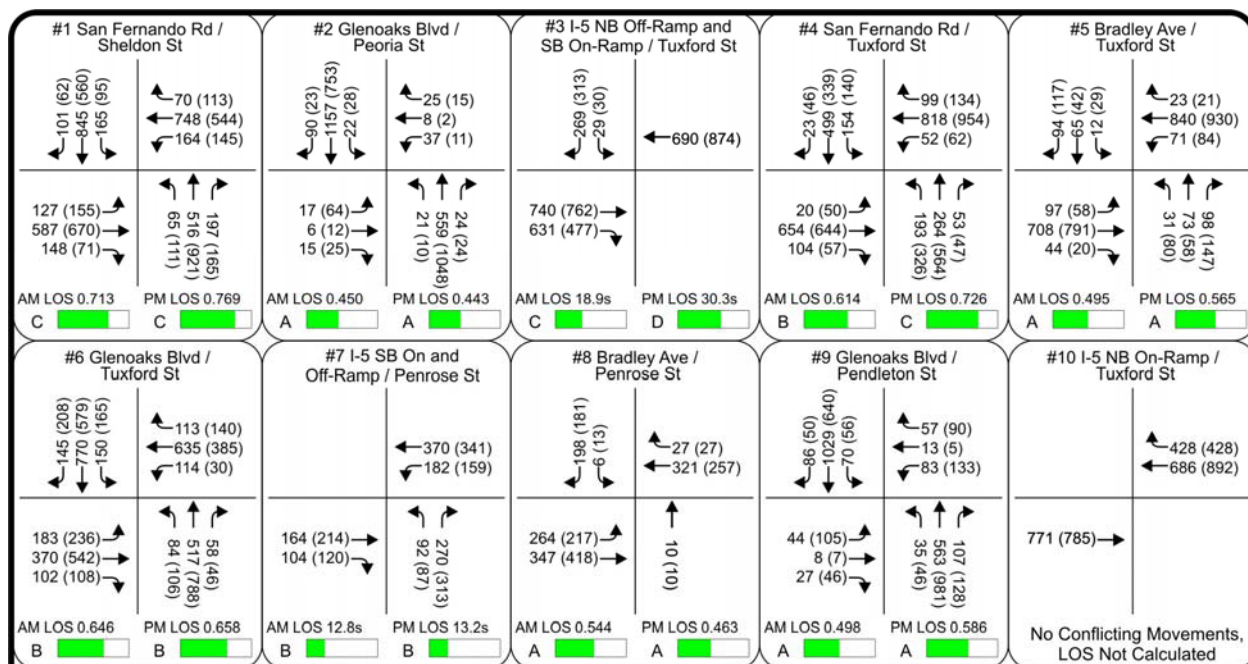 #1 San Fernando Rd /
Sheldon St
101 (62)
845 (560)
165 (95)
70 (113)
748 (544)
164 (145)
127 (155)
587 (670)
148 (71)
65 (111)
516 (921)
197 (165)
AM LOS 0.713
PM LOS 0.769
C
C
#2 Glenoaks Blvd /
Peoria St
90 (23)
1157 (753)
22 (28)
25 (15)
8 (2)
37 (11)
17 (64)
6 (12)
15 (25)
21 (10)
559 (1048)
24 (24)
AM LOS 0.450
PM LOS 0.443
A
A
#3 I-5 NB Off-Ramp and
SB On-Ramp / Tuxford St
269 (313)
29 (30)
690 (874)
740 (762)
631 (477)
AM LOS 18.9s
PM LOS 30.3s
C
D
#4 San Fernando Rd /
Tuxford St
23 (46)
499 (339)
154 (140)
99 (134)
818 (954)
52 (62)
20 (50)
654 (644)
104 (57)
193 (326)
264 (564)
53 (47)
AM LOS 0.614
PM LOS 0.726
B
C
#5 Bradley Ave /
Tuxford St
94 (117)
65 (42)
12 (29)
23 (21)
840 (930)
71 (84)
97 (58)
708 (791)
44 (20)
31 (80)
73 (58)
98 (147)
AM LOS 0.495
PM LOS 0.565
A
A
#6 Glenoaks Blvd /
Tuxford St
145 (208)
770 (579)
150 (165)
113 (140)
635 (385)
114 (30)
183 (236)
370 (542)
102 (108)
84 (106)
517 (788)
58 (46)
AM LOS 0.646
PM LOS 0.658
B
B
#7 I-5 SB On and
Off-Ramp / Penrose St
370 (341)
182 (159)
164 (214)
104 (120)
92 (87)
270 (313)
AM LOS 12.8s
PM LOS 13.2s
B
B
#8 Bradley Ave /
Penrose St
198 (181)
6 (13)
27 (27)
321 (257)
264 (217)
347 (418)
10 (10)
AM LOS 0.544
PM LOS 0.463
A
A
#9 Glenoaks Blvd /
Pendleton St
86 (50)
1029 (640)
70 (56)
57 (90)
13 (5)
83 (133)
44 (105)
8 (7)
27 (46)
35 (46)
563 (981)
107 (128)
AM LOS 0.498
PM LOS 0.586
A
A
#10 I-5 NB On-Ramp /
Tuxford St
428 (428)
686 (892)
771 (785)
No Conflicting Movements,
LOS Not Calculated